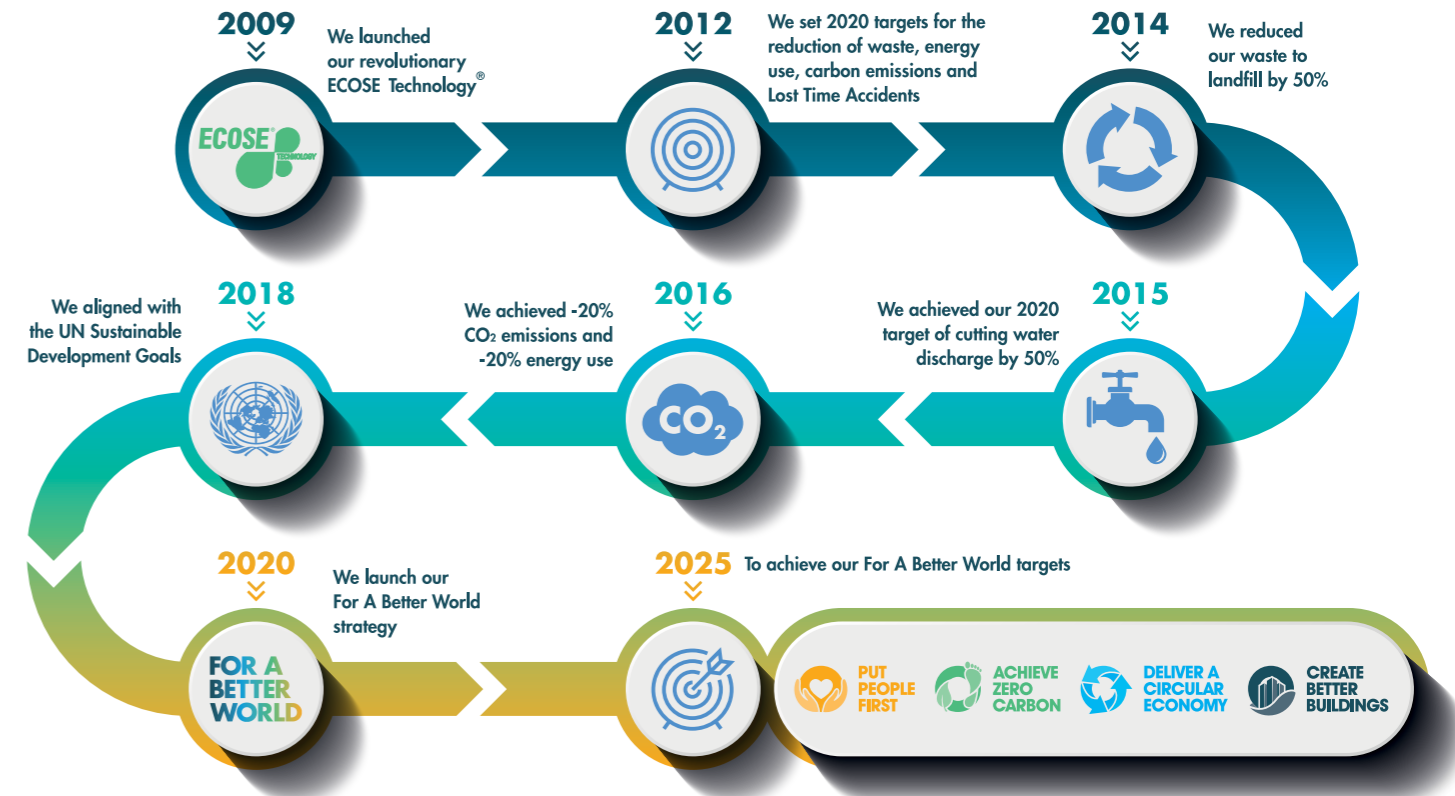 2009
We launched
our revolutionary
ECOSE Technology®
ECOSE®
TECHNOLOGY
2012
We set 2020 targets for the
reduction of waste, energy
use, carbon emissions and
Lost Time Accidents
2014
We reduced
our waste to
landfill by 50%
2015
We achieved our 2020
target of cutting water
discharge by 50%
2016
We achieved -20%
CO₂ emissions and
-20% energy use
CO₂
2018
We aligned with
the UN Sustainable
Development Goals
2020
We launch our
For A Better World
strategy
FOR A
BETTER
WORLD
2025
To achieve our For A Better World targets
PUT
PEOPLE
FIRST
ACHIEVE
ZERO
CARBON
DELIVER A
CIRCULAR
ECONOMY
CREATE
BETTER
BUILDINGS